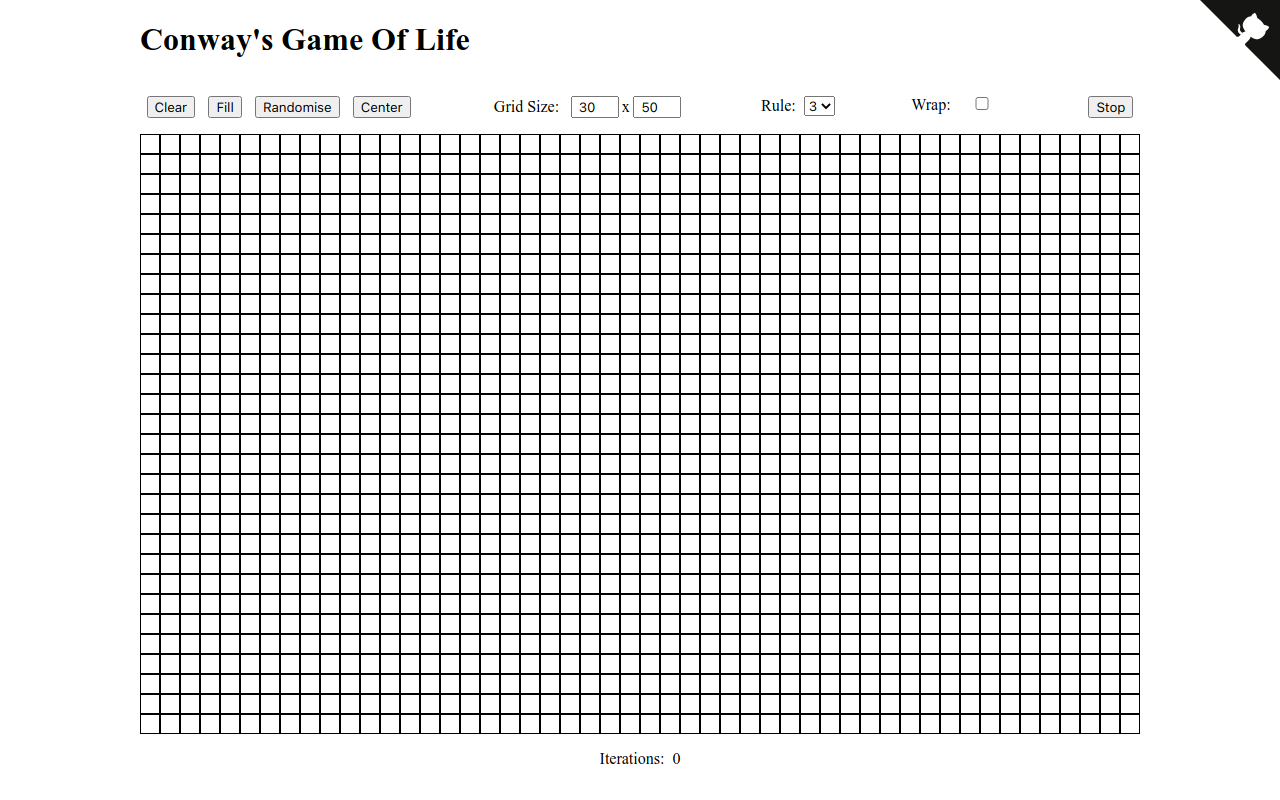 Conway's Game Of Life
Clear Fill Randomise Center Grid Size: 30 x 50 Rule: 3 Wrap: Stop
Iterations: 0